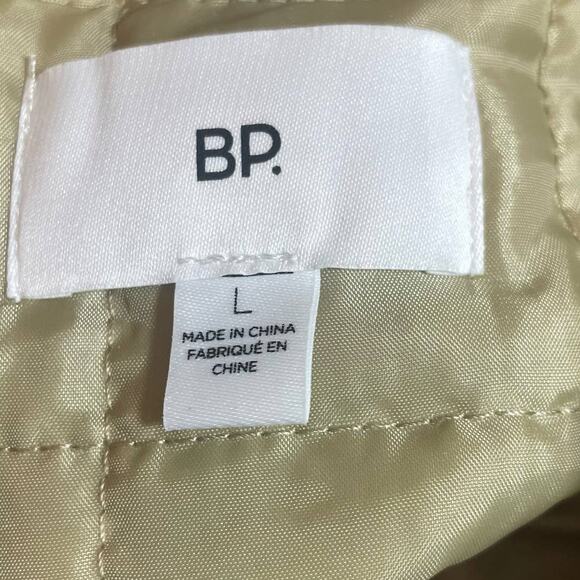 BP.
L
MADE IN CHINA
FABRIQUÉ EN
CHINE